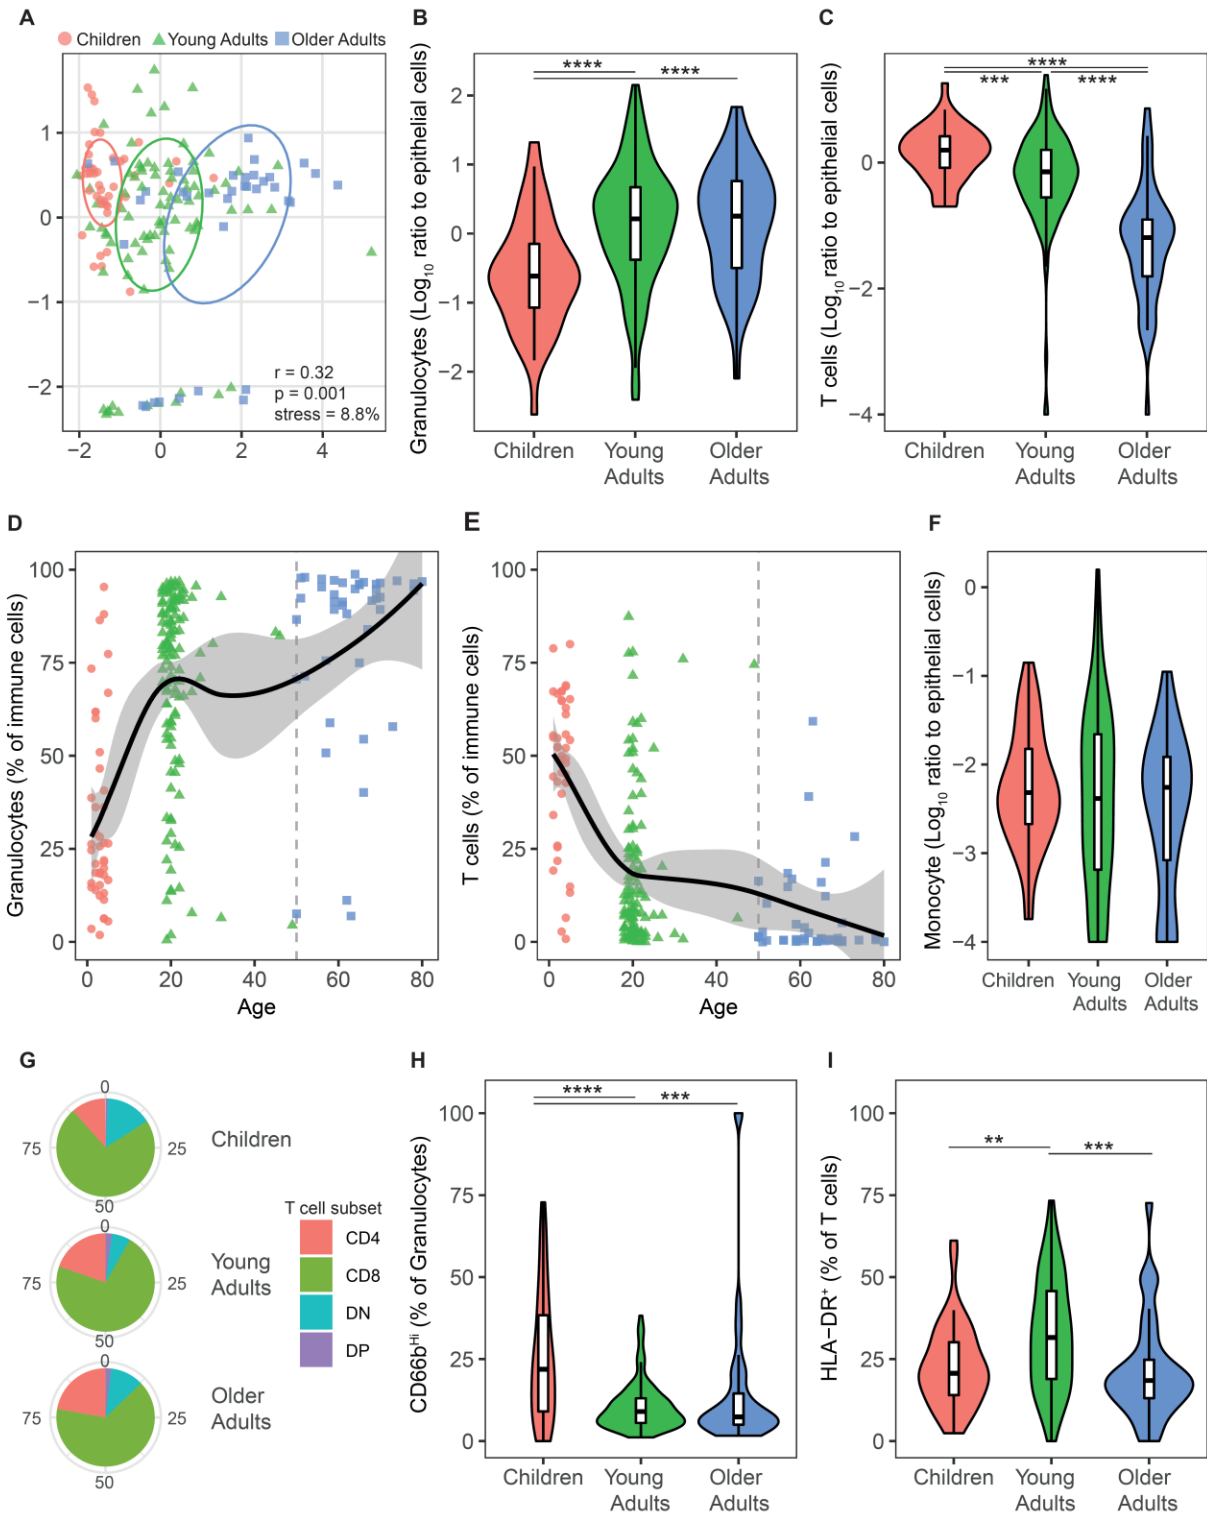 A
Children Young Adults Older Adults
1
0
−1
−2
−2 0 2 4
r = 0.32
p = 0.001
stress = 8.8%
B
Granulocytes (Log10 ratio to epithelial cells)
2
1
0
−1
−2
**** ****
Children Young Adults Older Adults
C
T cells (Log10 ratio to epithelial cells)
0
−2
−4
****
*** ****
Children Young Adults Older Adults
D
Granulocytes (% of immune cells)
100
75
50
25
0
0 20 40 60 80
Age
E
T cells (% of immune cells)
100
75
50
25
0
0 20 40 60 80
Age
F
Monocyte (Log10 ratio to epithelial cells)
0
−1
−2
−3
−4
Children Young Adults Older Adults
G
0
75 25
50
Children
0
75 25
50
Young
Adults
0
75 25
50
Older
Adults
T cell subset
CD4
CD8
DN
DP
H
CD66bHi (% of Granulocytes)
100
75
50
25
0
****
***
Children Young Adults Older Adults
I
HLA−DR+ (% of T cells)
100
75
50
25
0
** ***
Children Young Adults Older Adults